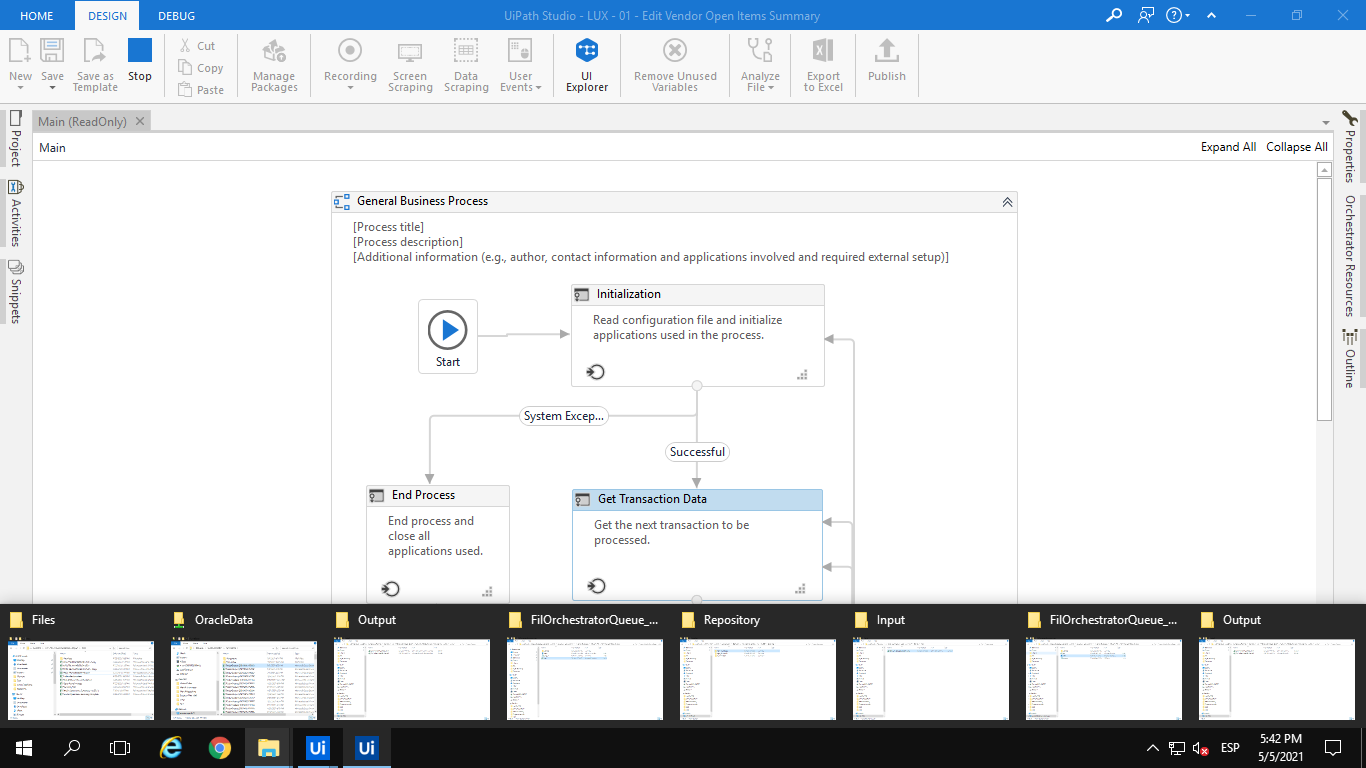 HOME DESIGN DEBUG UiPath Studio - LUX - 01 - Edit Vendor Open Items Summary
New Save Save as Template Stop
Cut
Copy
Paste
Manage Packages
Recording
Screen Scraping
Data Scraping
User Events
UI Explorer
Remove Unused Variables
Analyze File
Export to Excel
Publish
Main (ReadOnly)
Main Expand All Collapse All
Project
Activities
Snippets
Properties
Orchestrator Resources
Outline
General Business Process
[Process title]
[Process description]
[Additional information (e.g., author, contact information and applications involved and required external setup)]
Start
Initialization
Read configuration file and initialize
applications used in the process.
System Excep...
Successful
End Process
End process and
close all
applications used.
Get Transaction Data
Get the next transaction to be
processed.
Files OracleData Output FilOrchestratorQueue_... Repository Input FilOrchestratorQueue_... Output
Ui Ui
ESP
5:42 PM
5/5/2021